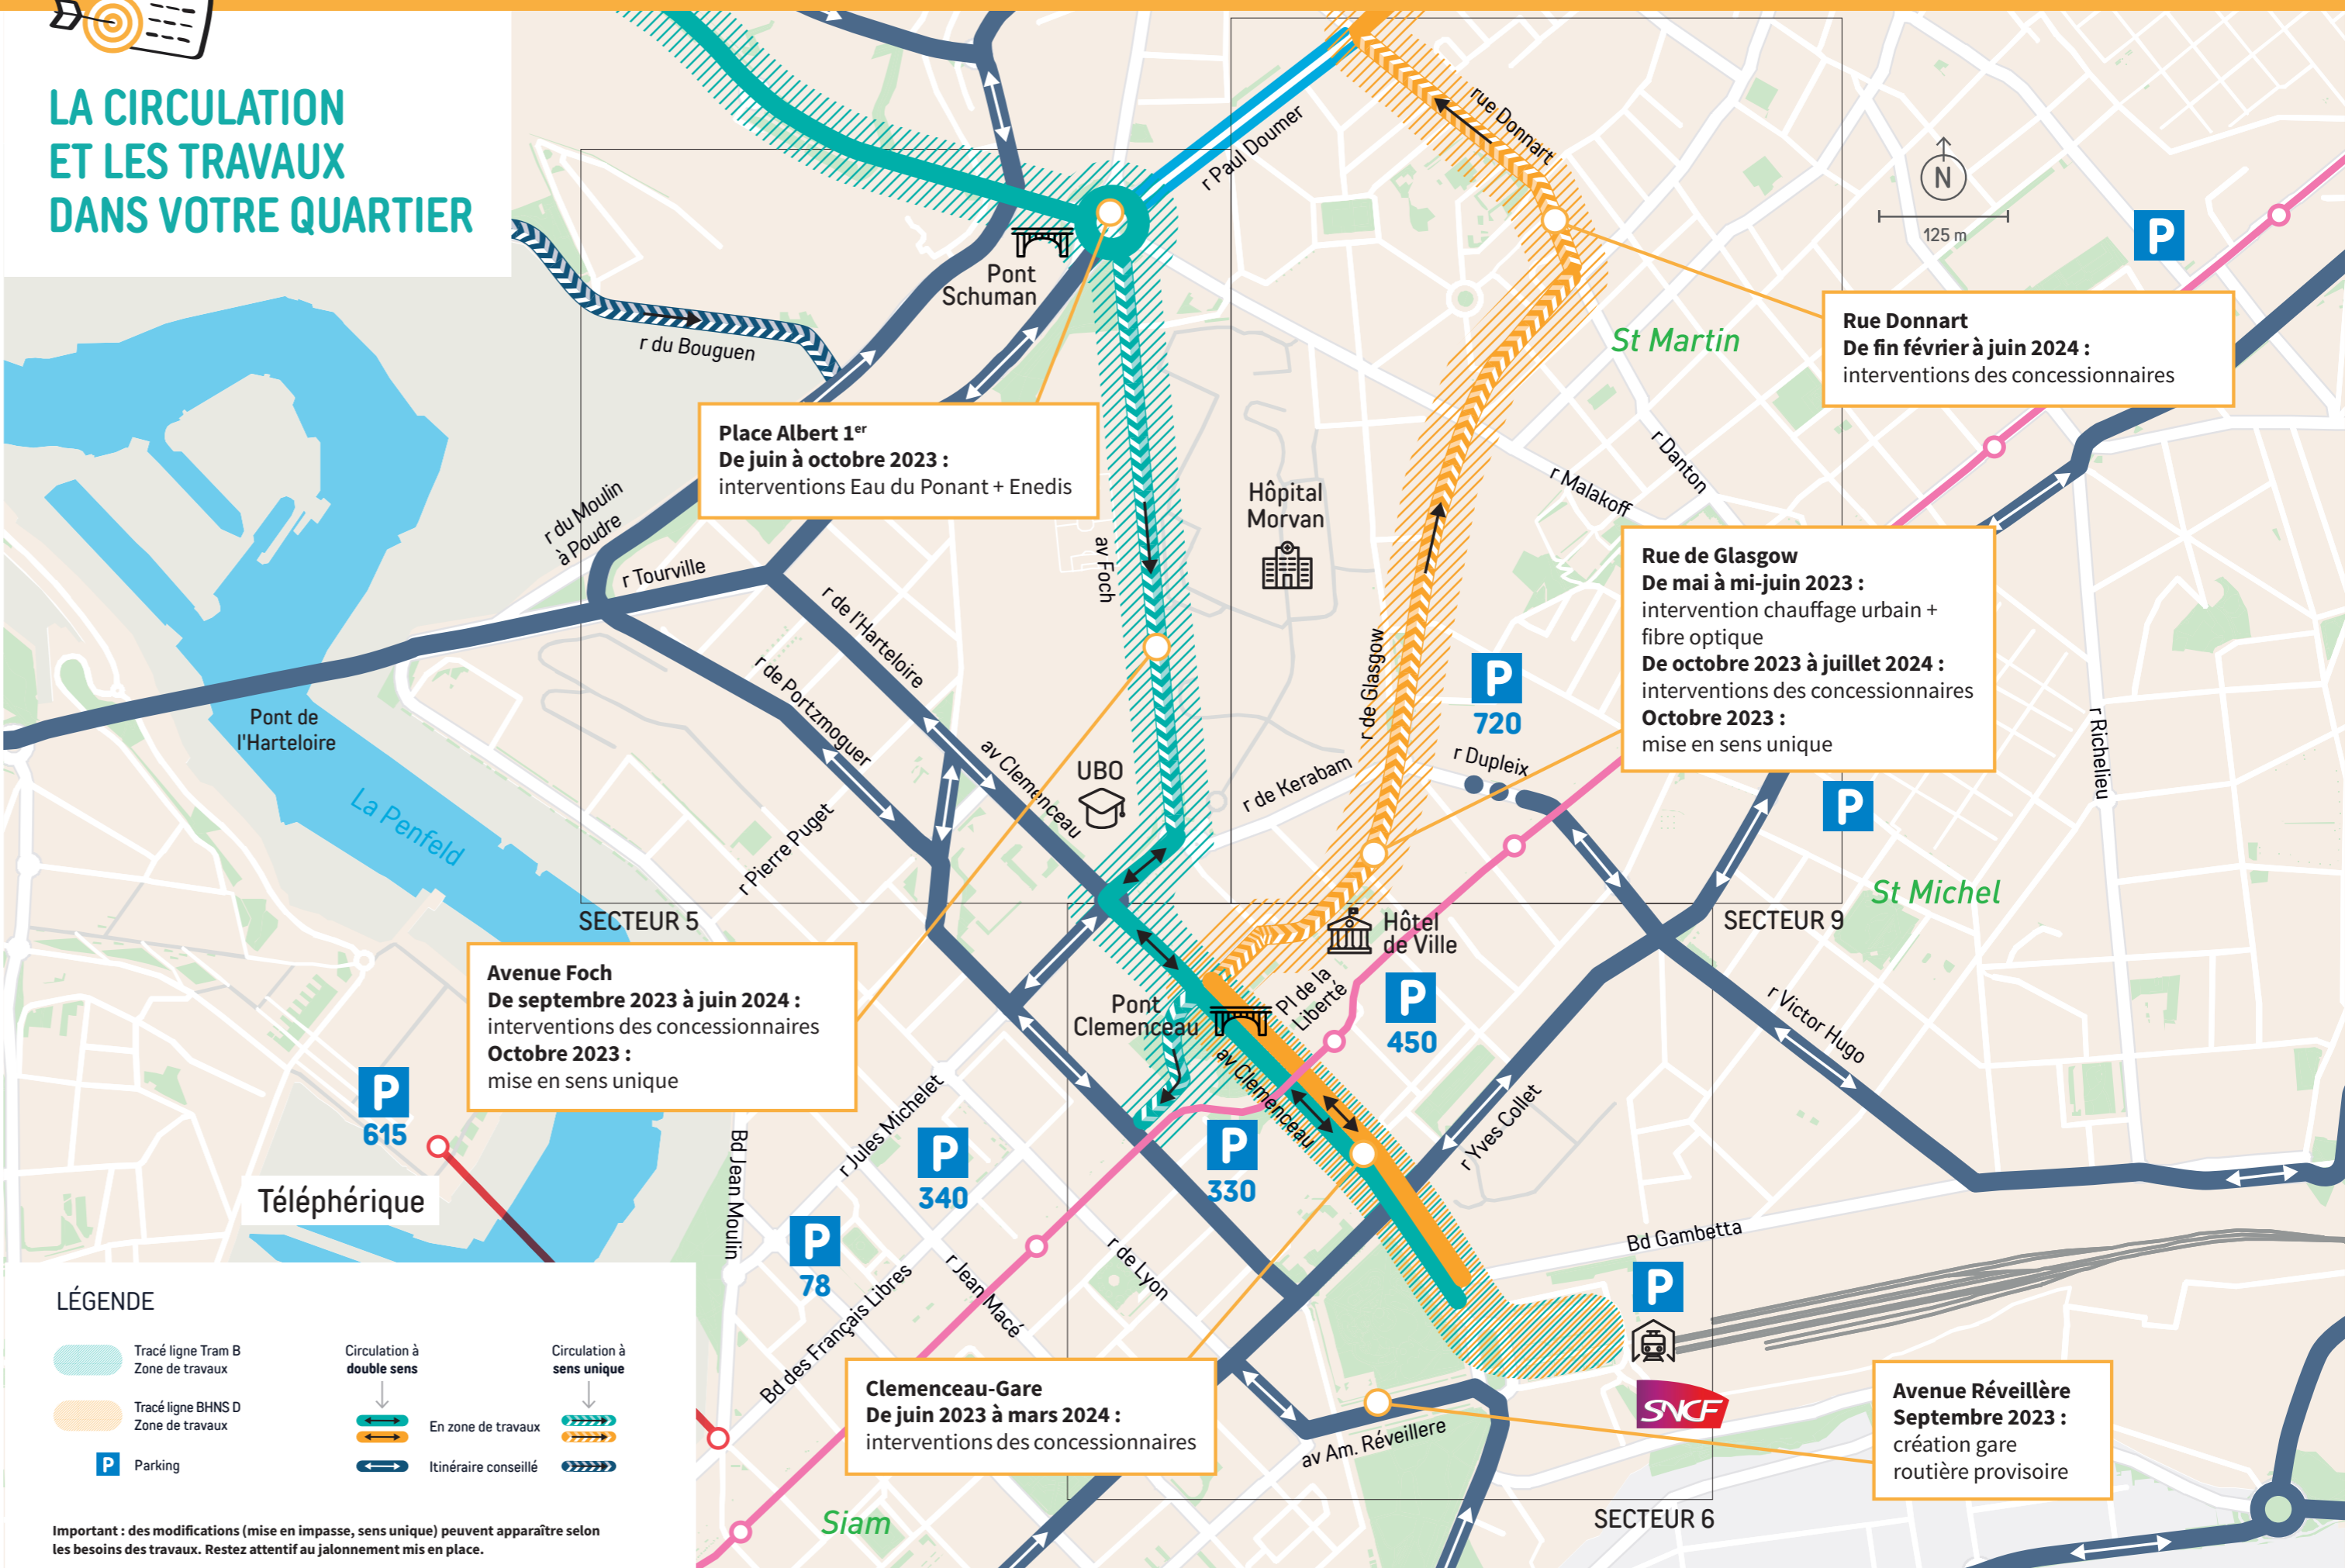 LA CIRCULATION
ET LES TRAVAUX
DANS VOTRE QUARTIER
r Paul Doumer
rue Donnart
N
125 m
P
Pont
Schuman
r du Bouguen
St Martin
Rue Donnart
De fin février à juin 2024 :
interventions des concessionnaires
Place Albert 1er
De juin à octobre 2023 :
interventions Eau du Ponant + Enedis
r Danton
r Malakoff
Hôpital
Morvan
r du Moulin
à Poudre
av Foch
r Tourville
r de l'Harteloire
Rue de Glasgow
De mai à mi-juin 2023 :
intervention chauffage urbain +
fibre optique
De octobre 2023 à juillet 2024 :
interventions des concessionnaires
Octobre 2023 :
mise en sens unique
r de Glasgow
P
720
r de Portzmoguer
Pont de
l'Harteloire
r Richelieu
av Clemenceau
UBO
r de Kerabam
r Dupleix
P
La Penfeld
r Pierre Puget
St Michel
SECTEUR 5
SECTEUR 9
Hôtel
de Ville
Avenue Foch
De septembre 2023 à juin 2024 :
interventions des concessionnaires
Octobre 2023 :
mise en sens unique
Pont
Clemenceau
Pl de la
Liberté
P
450
r Victor Hugo
av Clemenceau
P
615
r Jules Michelet
r Yves Collet
P
340
P
330
Bd Jean Moulin
Téléphérique
P
78
Bd Gambetta
r de Lyon
r Jean Macé
Bd des Français Libres
P
SNCF
LÉGENDE
Tracé ligne Tram B
Zone de travaux
Circulation à
double sens
Circulation à
sens unique
Tracé ligne BHNS D
Zone de travaux
En zone de travaux
P
Parking
Itinéraire conseillé
Clemenceau-Gare
De juin 2023 à mars 2024 :
interventions des concessionnaires
av Am. Réveillere
Avenue Réveillère
Septembre 2023 :
création gare
routière provisoire
Siam
SECTEUR 6
Important : des modifications (mise en impasse, sens unique) peuvent apparaître selon
les besoins des travaux. Restez attentif au jalonnement mis en place.